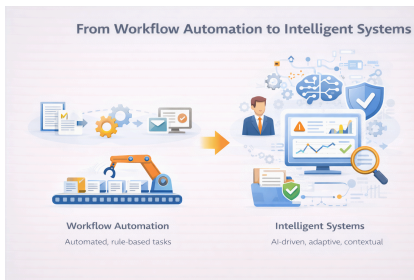 From Workflow Automation to Intelligent Systems
M
Workflow Automation
Automated, rule-based tasks
Intelligent Systems
AI-driven, adaptive, contextual